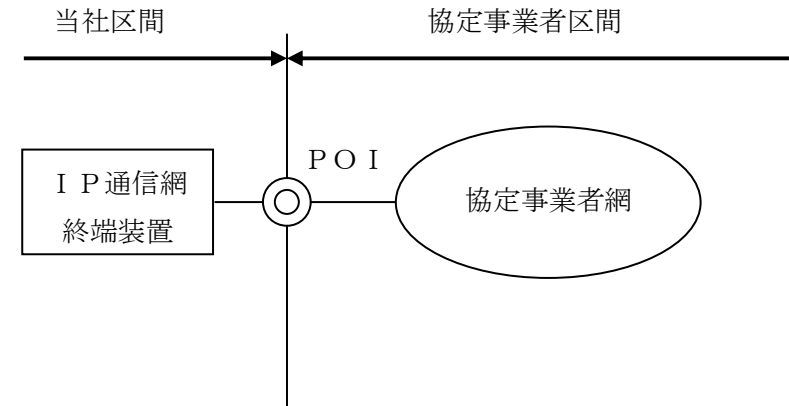 当社区間
協定事業者区間
ＰＯＩ
ＩＰ通信網
終端装置
協定事業者網